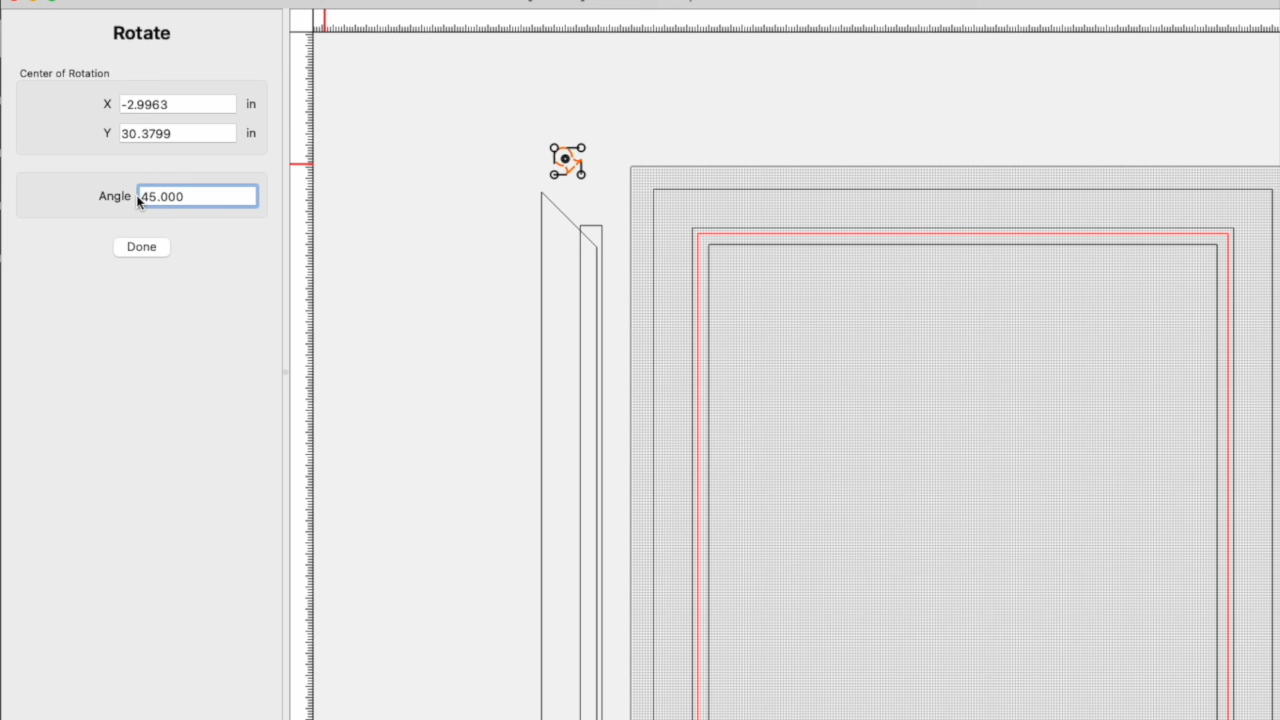 Rotate
Center of Rotation
X -2.9963 in
Y 30.3799 in
Angle 45.000
Done